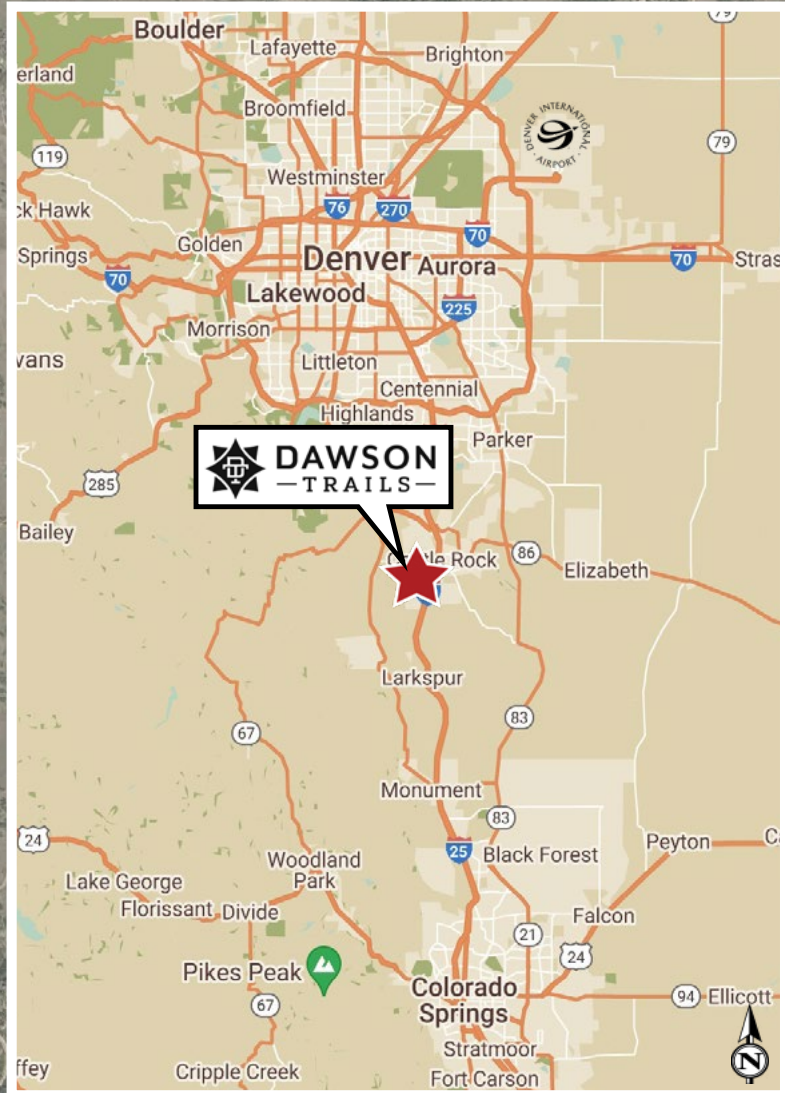 Boulder
Lafayette
Brighton
79
erland
Broomfield
DENVER INTERNATIONAL
AIRPORT
119
79
Westminster
76
270
ck Hawk
70
Golden
Springs
70
Denver
Aurora
70
Stras
Lakewood
225
Morrison
vans
Littleton
Centennial
Highlands
Parker
DT
DAWSON
TRAILS
285
Bailey
Rock
86
Elizabeth
Larkspur
67
83
Monument
83
24
25
Black Forest
Peyton
Woodland
Park
Lake George
Florissant
Divide
Falcon
21
24
Pikes Peak
Colorado
Springs
67
94
Ellicott
Stratmoor
ffey
Cripple Creek
Fort Carson
N